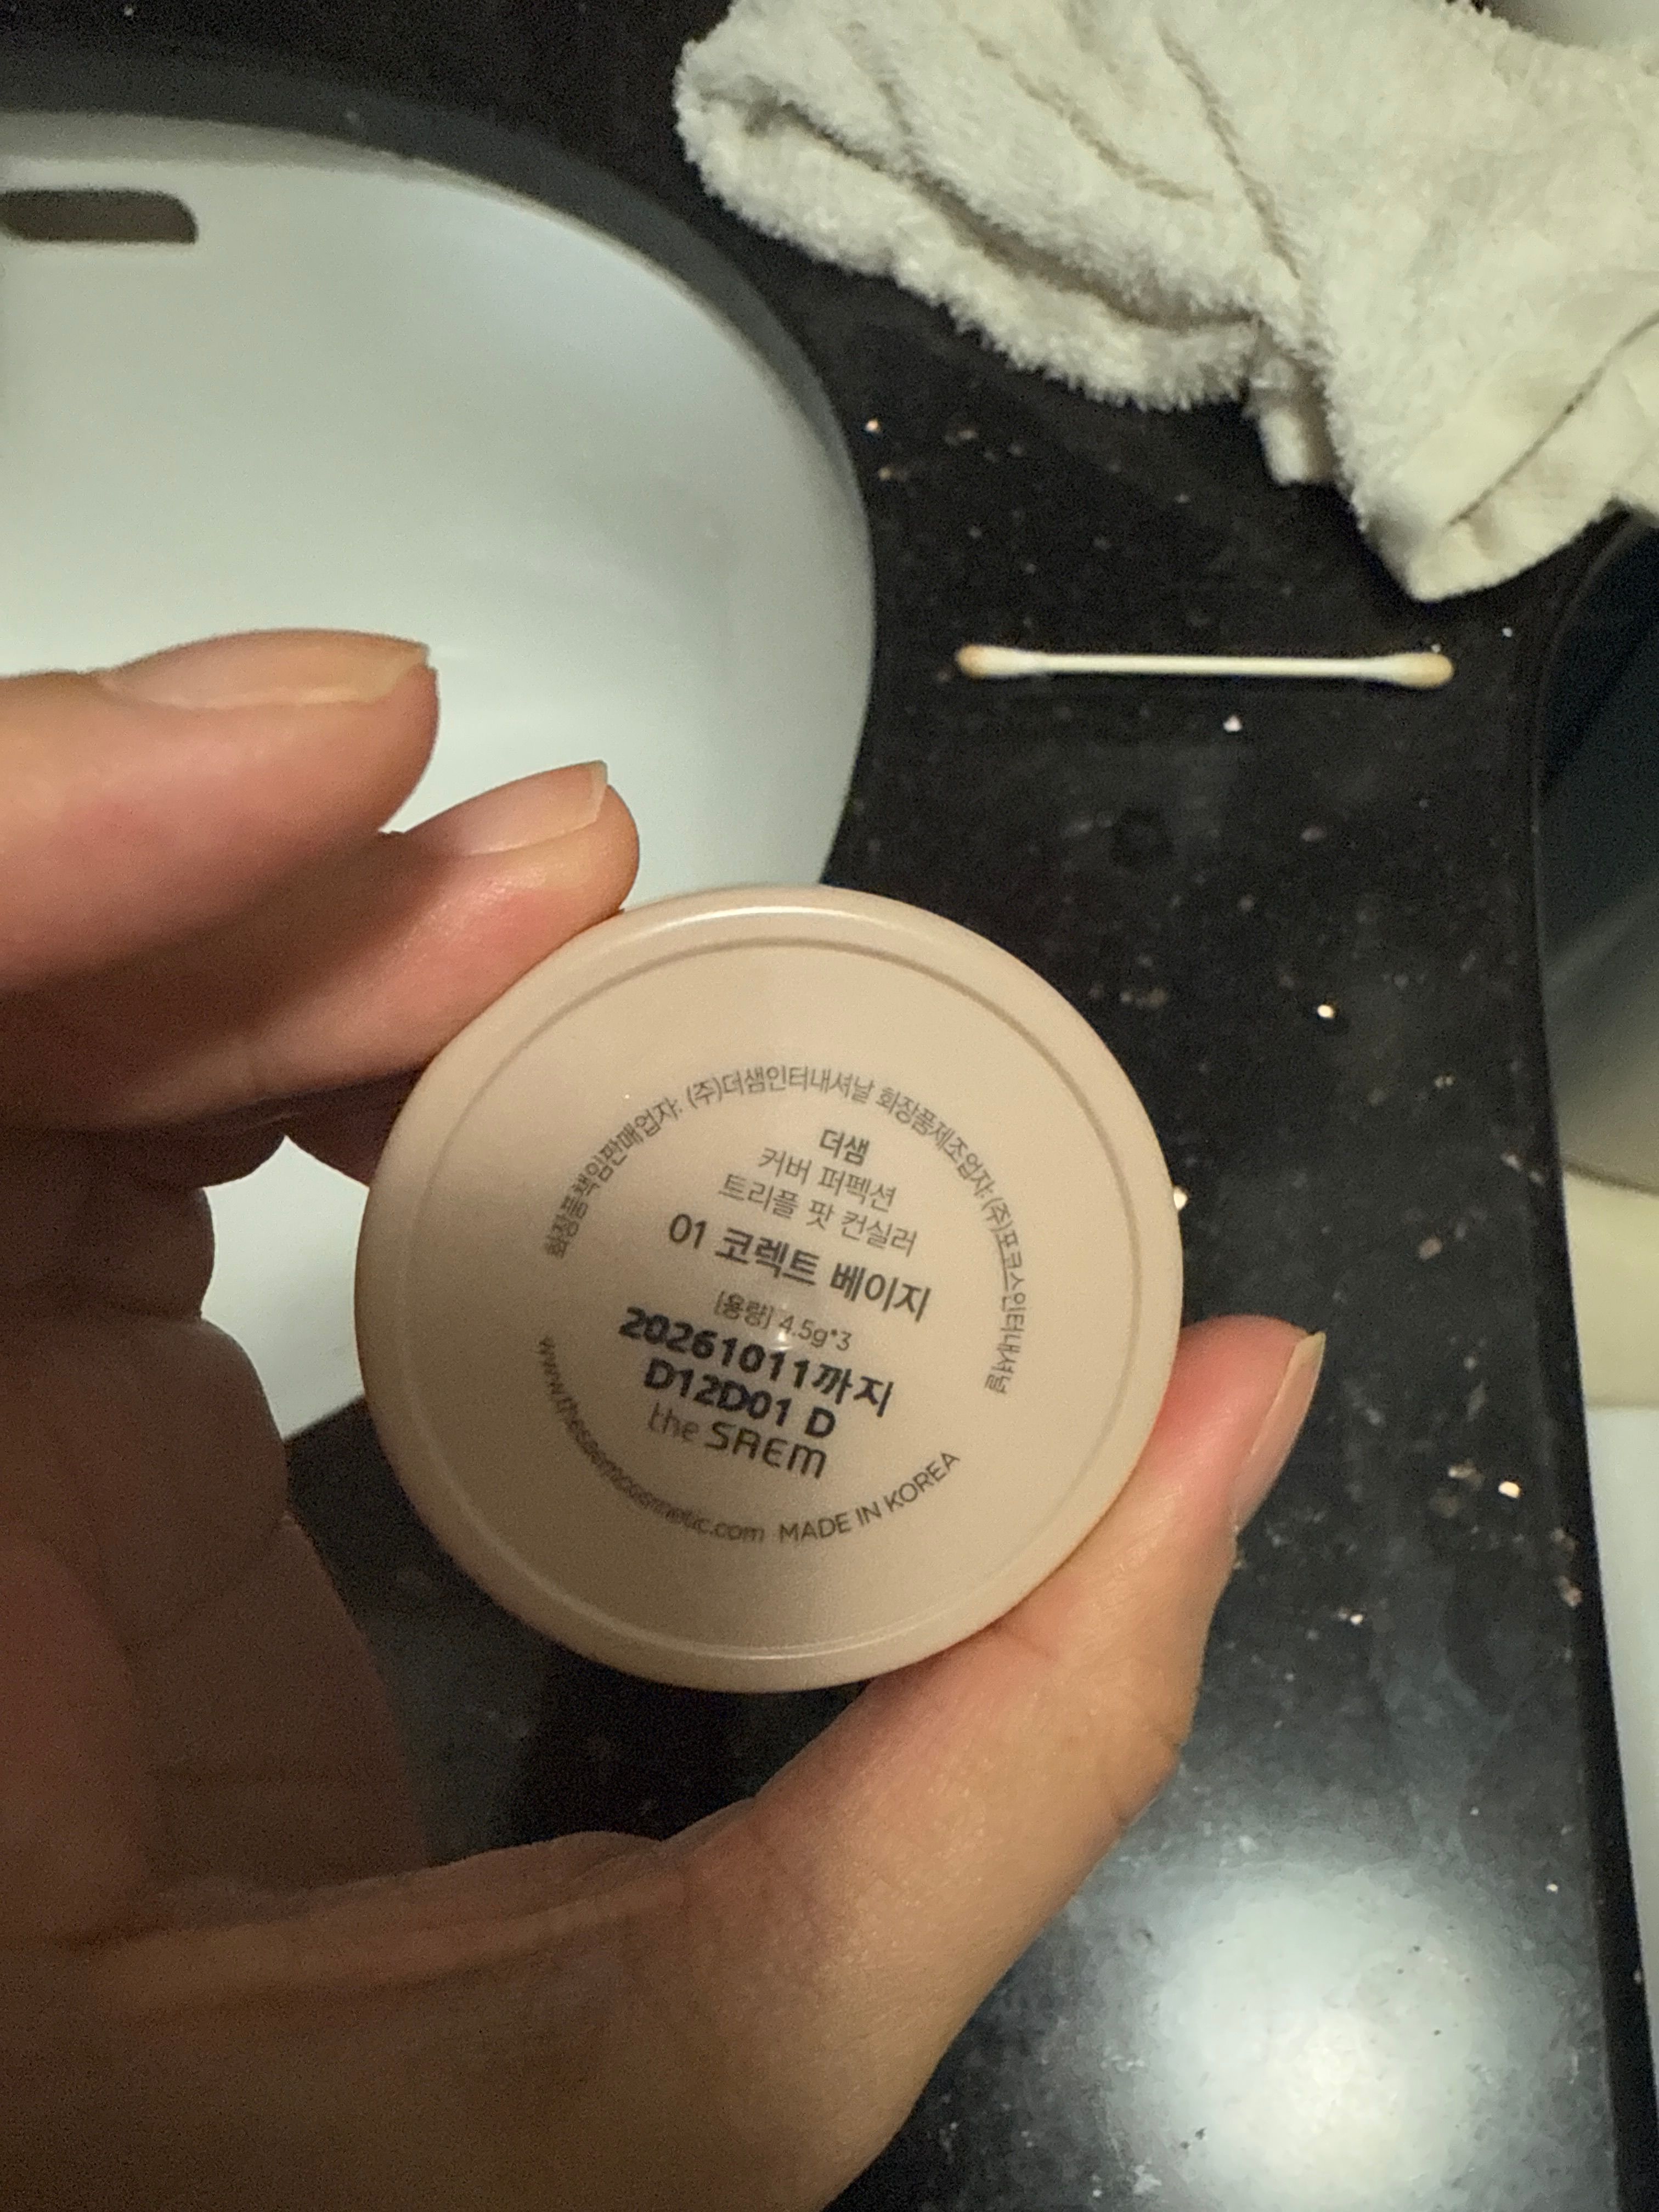 화장품책임판매업자: (주)더샘인터내셔날 화장품제조업자: (주)포코스인터내셔널
더샘
커버 퍼펙션
트리플 팟 컨실러
01 코렉트 베이지
[용량] 4.5g*3
20261011까지
D12D01 D
the SAEM
www.thesaemcosmetic.com MADE IN KOREA